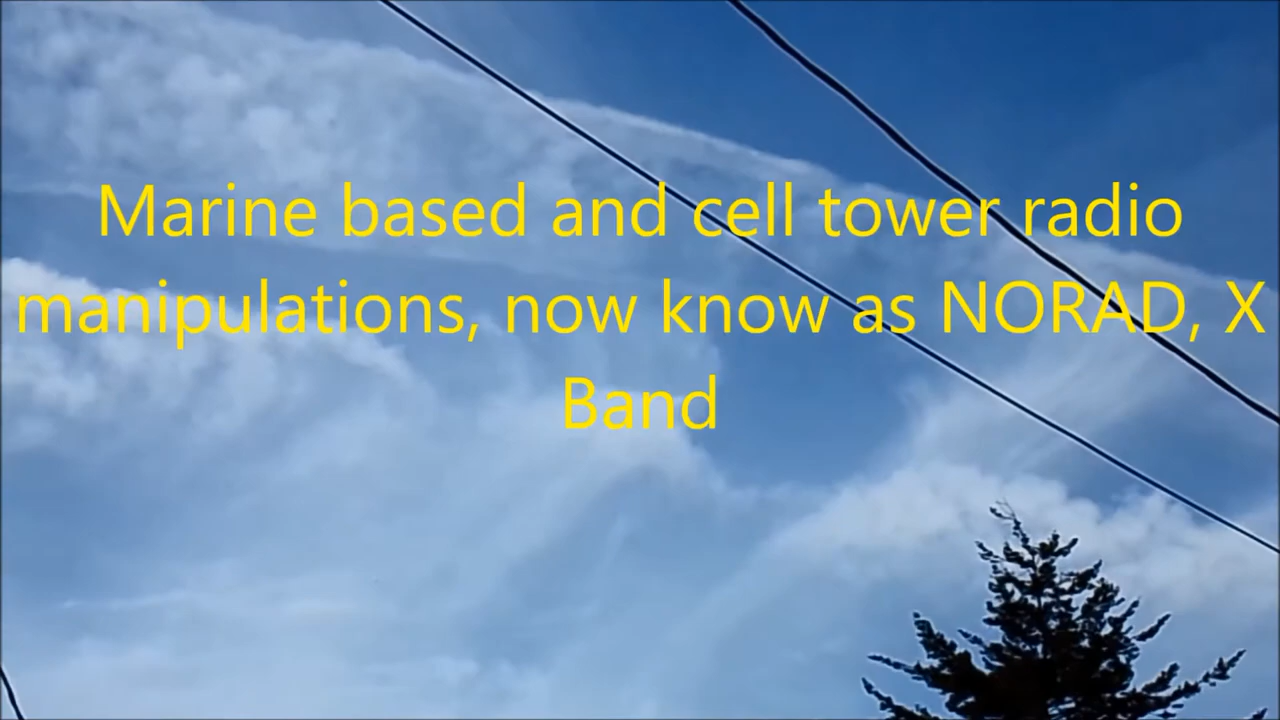 Marine based and cell tower radio
manipulations, now know as NORAD, X
Band